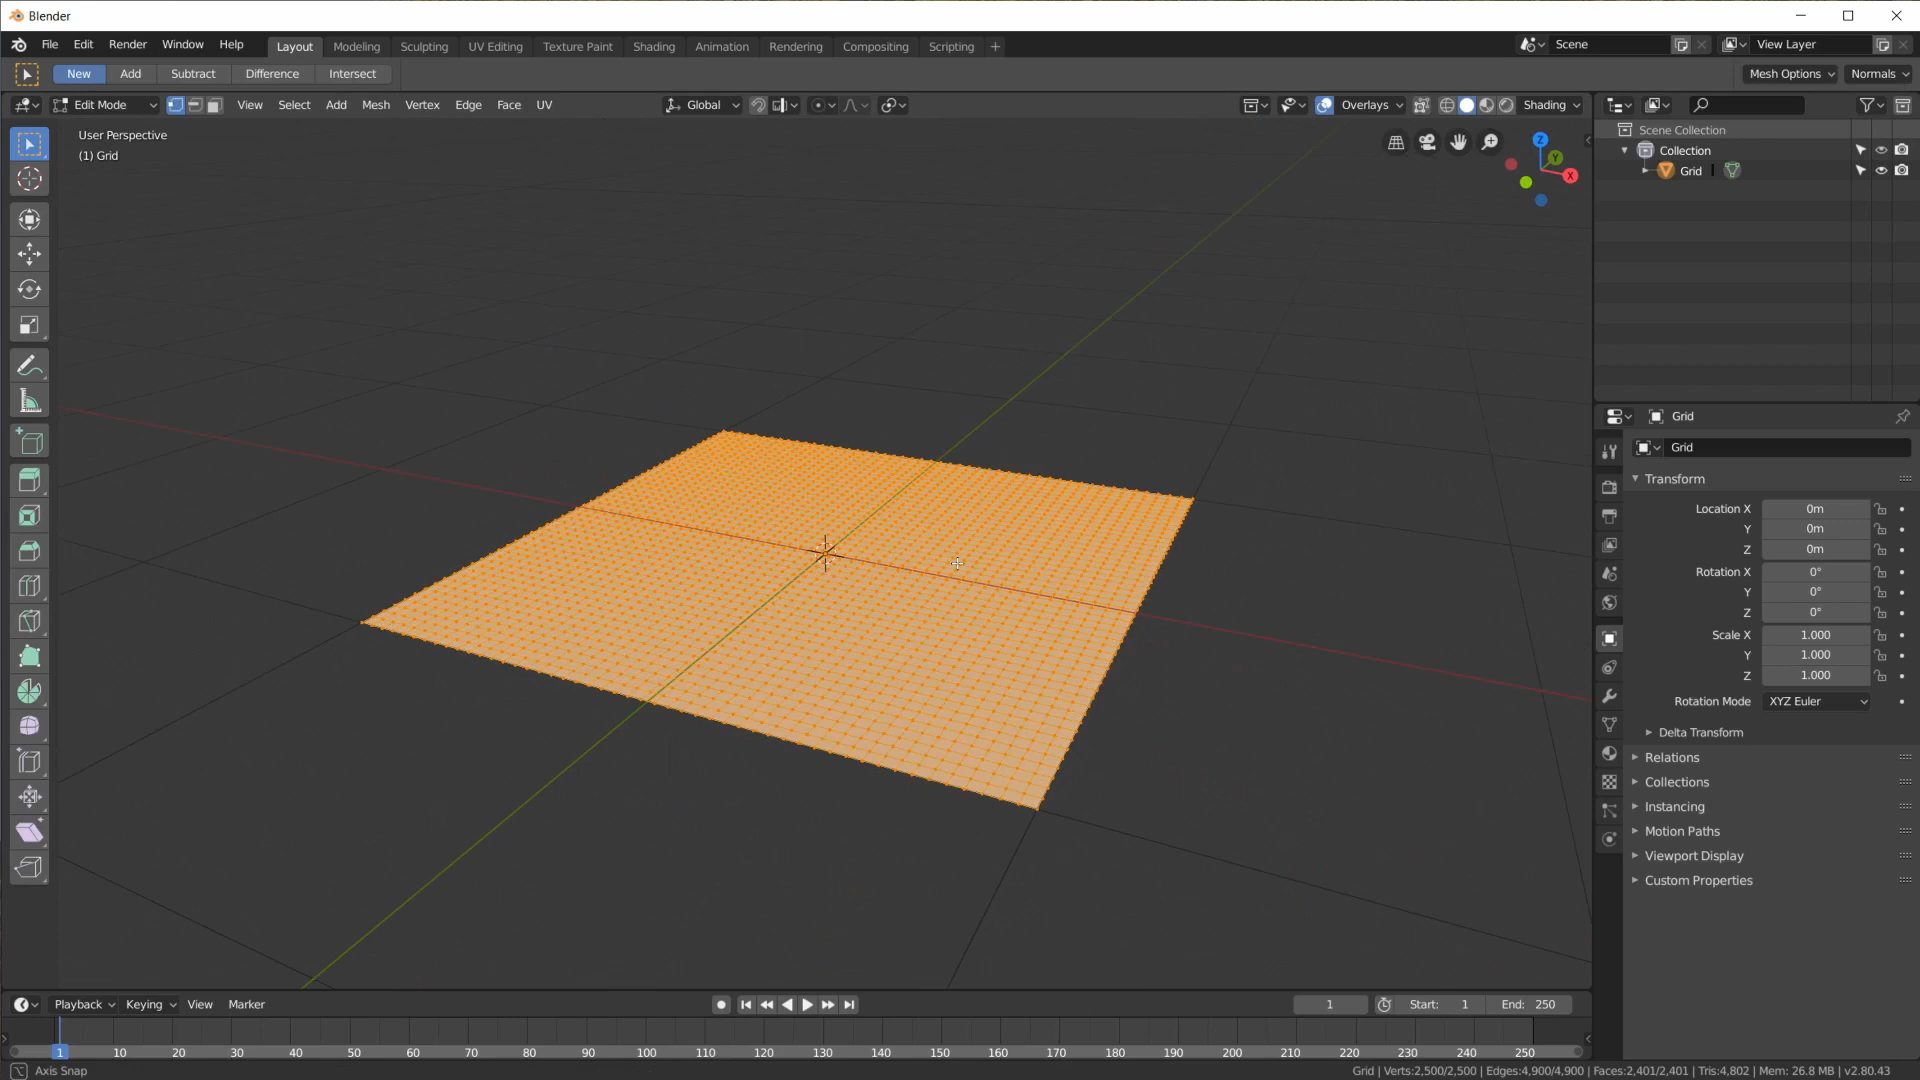 Blender
File Edit Render Window Help Layout Modeling Sculpting UV Editing Texture Paint Shading Animation Rendering Compositing Scripting + Scene View Layer
New Add Subtract Difference Intersect Mesh Options Normals
Edit Mode View Select Add Mesh Vertex Edge Face UV Global Overlays Shading
User Perspective
(1) Grid
Z
Y
X
Scene Collection
Collection
Grid
Grid
Grid
Transform
Location X 0m
Y 0m
Z 0m
Rotation X 0°
Y 0°
Z 0°
Scale X 1.000
Y 1.000
Z 1.000
Rotation Mode XYZ Euler
Delta Transform
Relations
Collections
Instancing
Motion Paths
Viewport Display
Custom Properties
Playback Keying View Marker 1 Start: 1 End: 250
1 10 20 30 40 50 60 70 80 90 100 110 120 130 140 150 160 170 180 190 200 210 220 230 240 250
Axis Snap Grid | Verts:2,500/2,500 | Edges:4,900/4,900 | Faces:2,401/2,401 | Tris:4,802 | Mem: 26.8 MB | v2.80.43